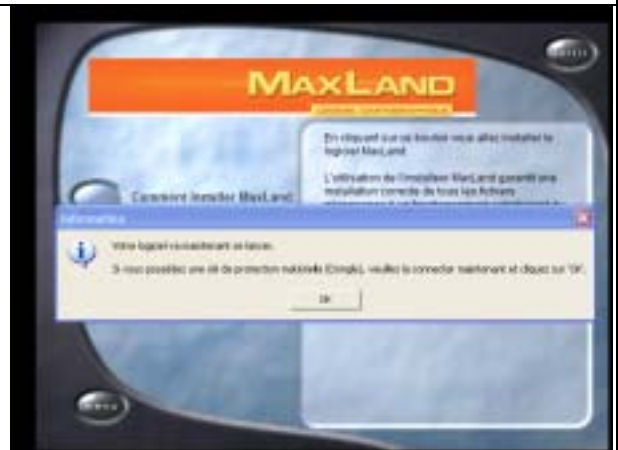 MAXLAND
En cliquant sur ce bouton vous allez installer le
logiciel MaxLand
L'utilisation de l'installeur MaxLand garantit une
installation correcte de tous les fichiers
Comment Installer MaxLand
Information
Votre logiciel va maintenant se lancer.
Si vous possédez une clé de protection matérielle (Dongle), veuillez la connecter maintenant et cliquez sur 'OK'.
OK